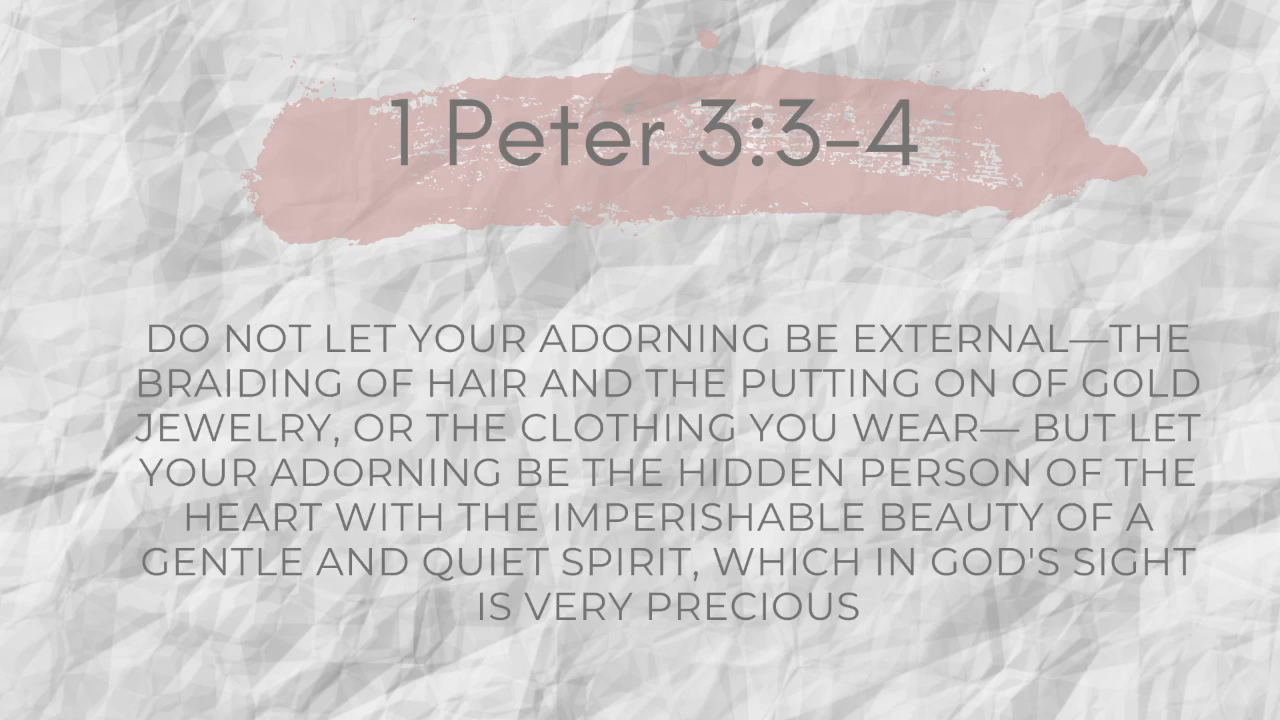 1 Peter 3:3-4
DO NOT LET YOUR ADORNING BE EXTERNAL—THE
BRAIDING OF HAIR AND THE PUTTING ON OF GOLD
JEWELRY, OR THE CLOTHING YOU WEAR— BUT LET
YOUR ADORNING BE THE HIDDEN PERSON OF THE
HEART WITH THE IMPERISHABLE BEAUTY OF A
GENTLE AND QUIET SPIRIT, WHICH IN GOD'S SIGHT
IS VERY PRECIOUS